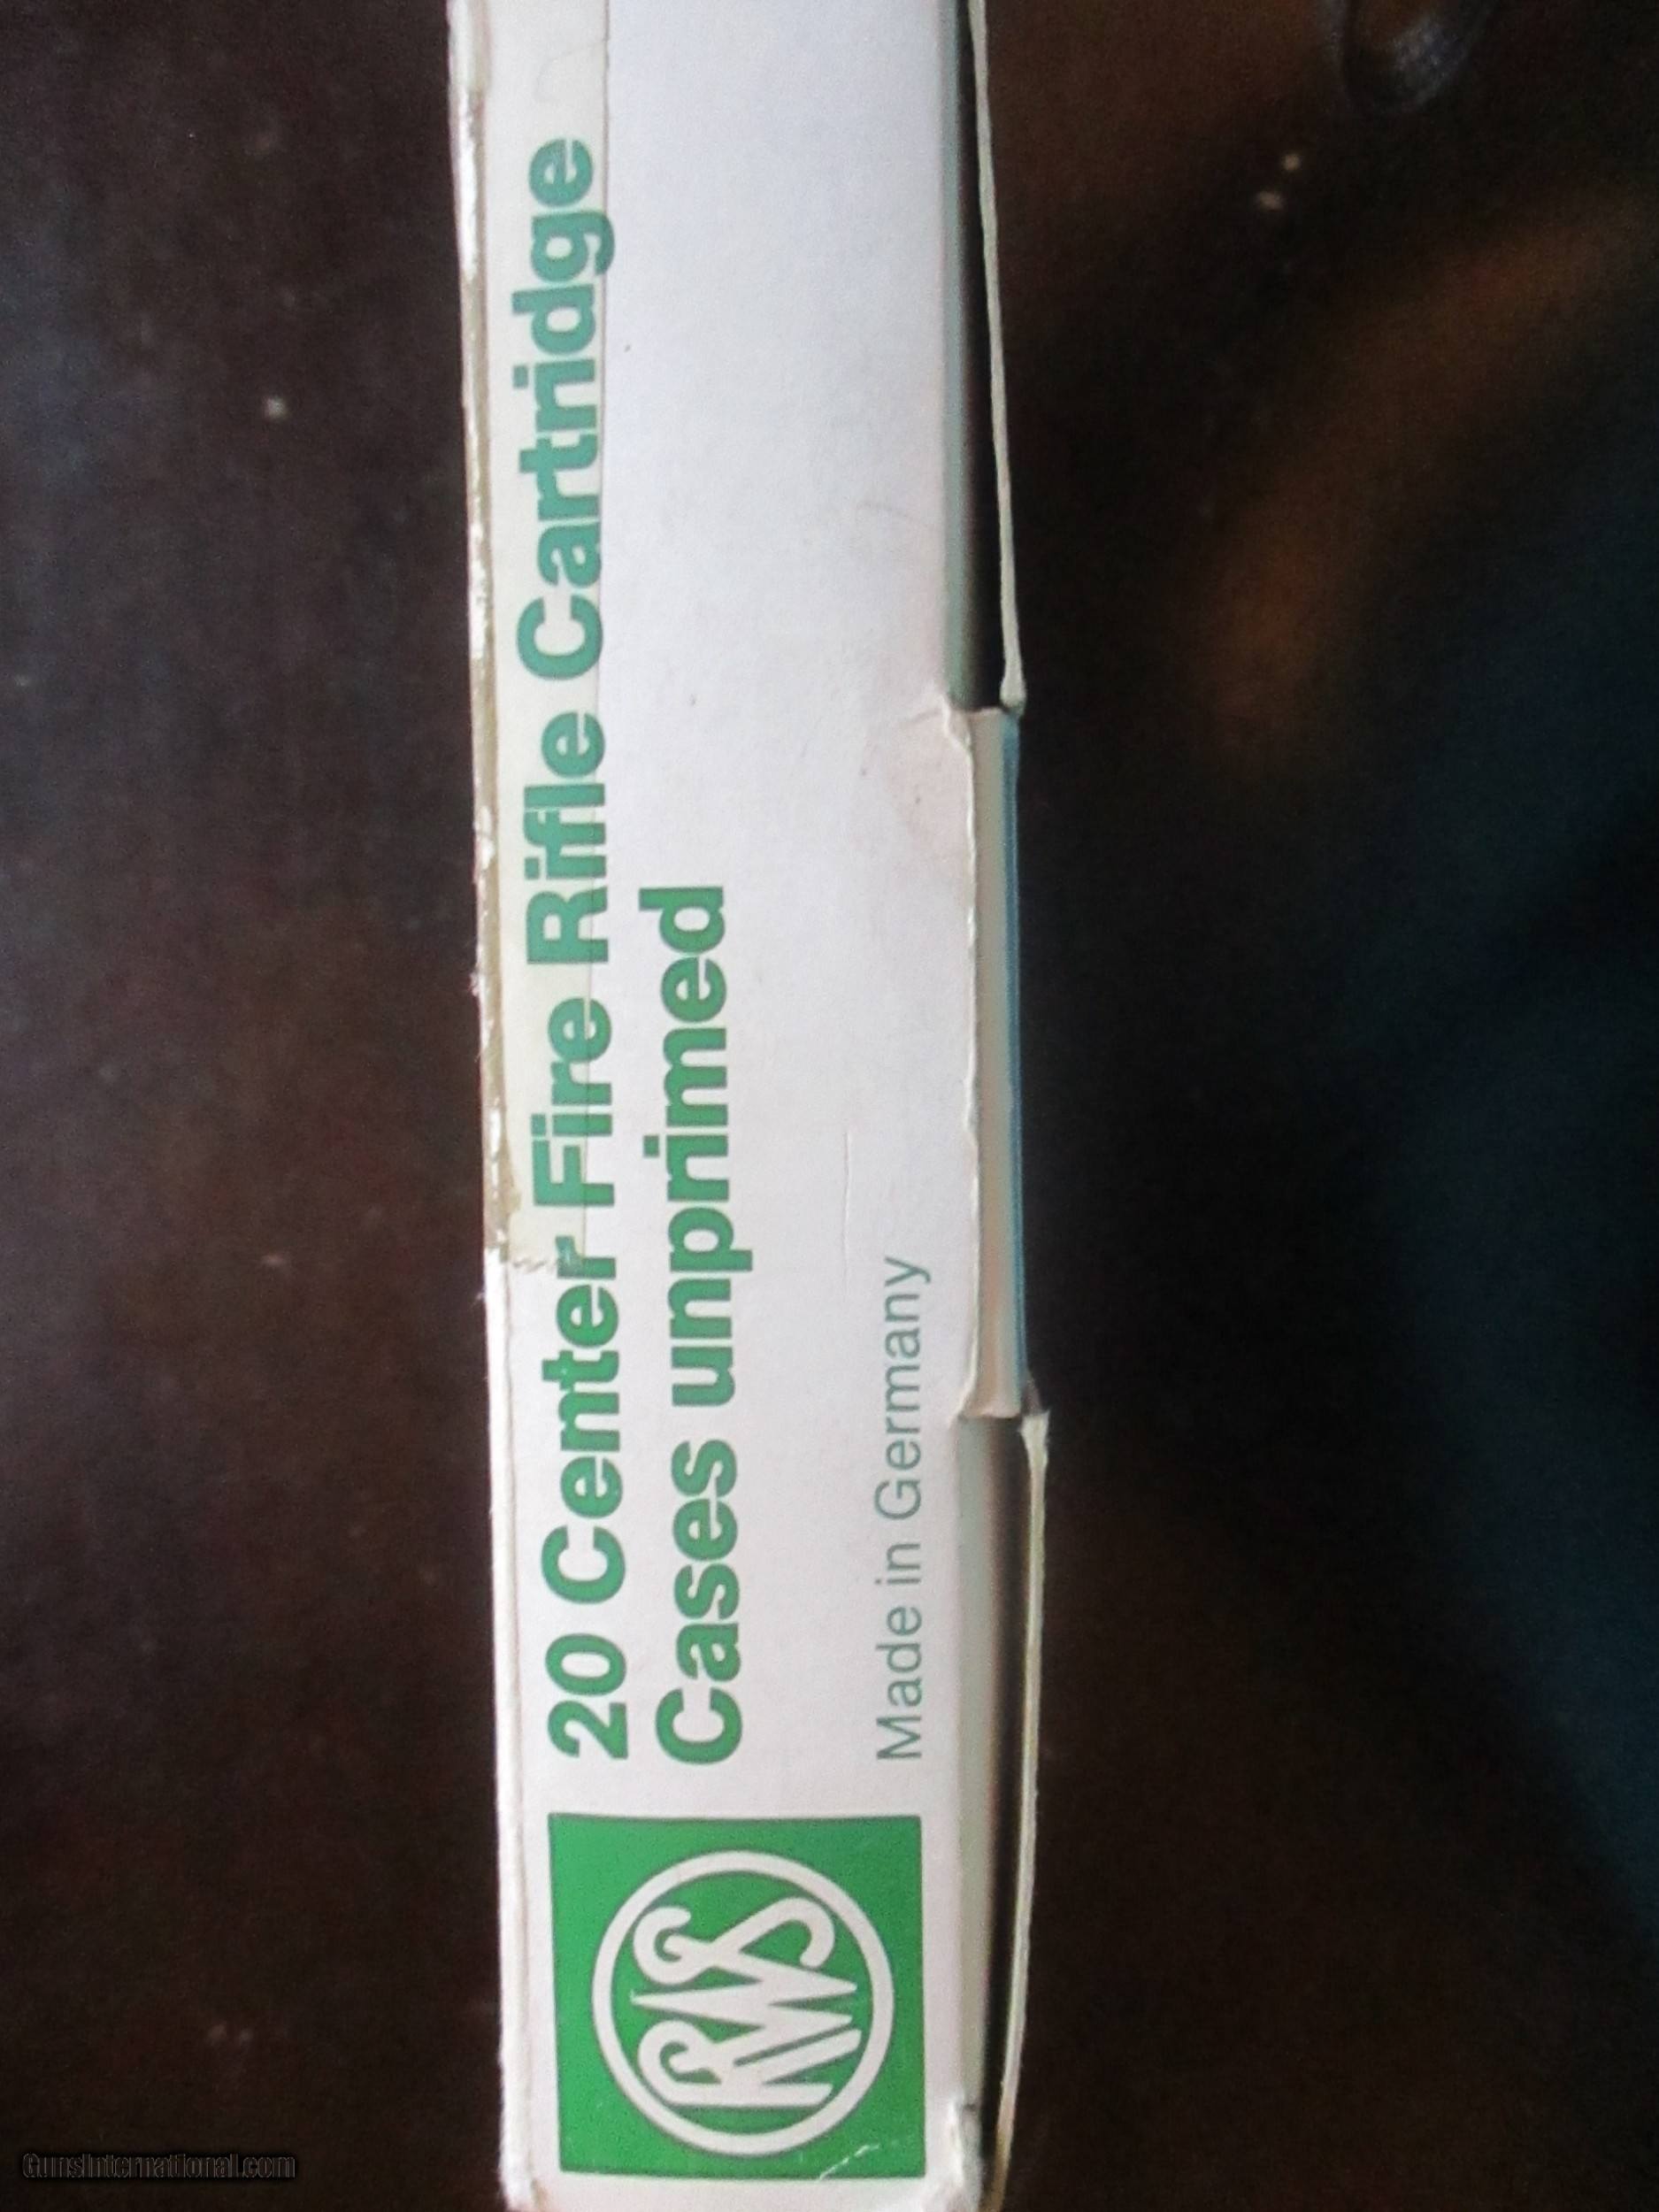 20 Center Fire Rifle Cartridge
Cases unprimed
Made in Germany
RWS
GunsInternational.com